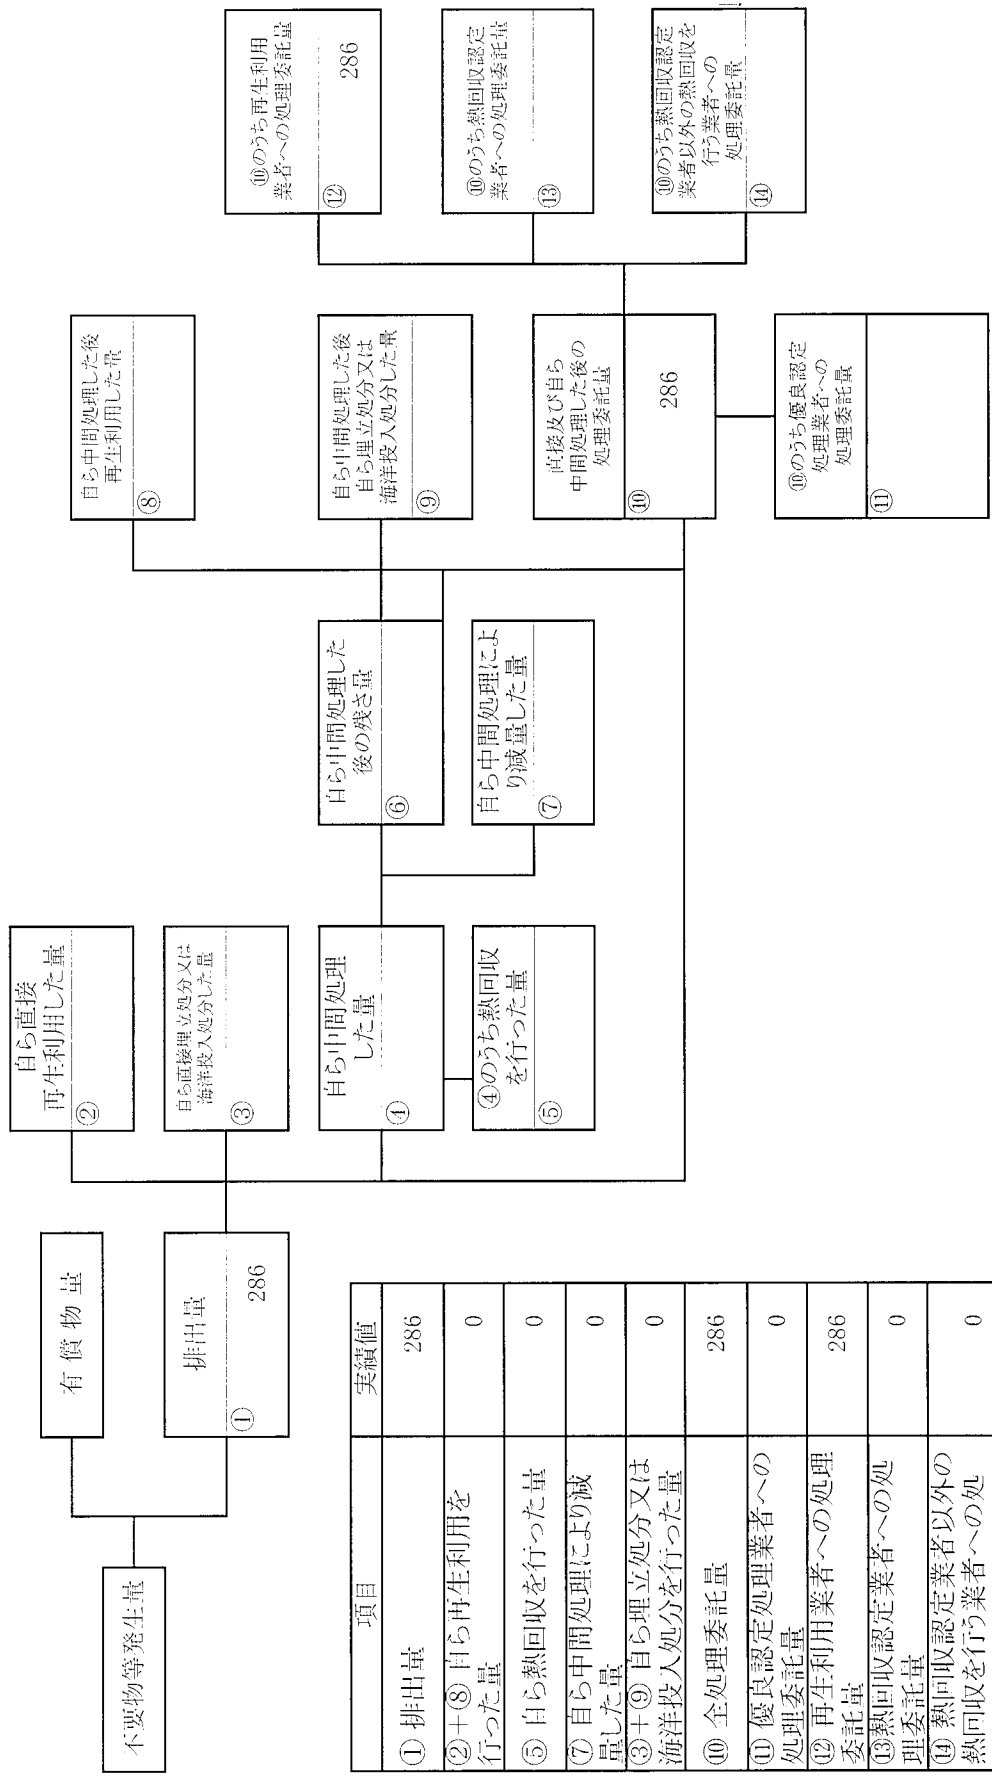 不要物等発生量
有償物量
排出量
①
286
自ら直接
再生利用した量
②
自ら直接埋立処分又は
海洋投入処分した量
③
自ら中間処理
した量
④
④のうち熱回収
を行った量
⑤
自ら中間処理した
後の残さ量
⑥
自ら中間処理によ
り減量した量
⑦
自ら中間処理した後
再生利用した量
⑧
自ら中間処理した後
自ら埋立処分又は
海洋投入処分した量
⑨
直接及び自ら
中間処理した後の
処理委託量
⑩
286
⑩のうち優良認定
処理業者への
処理委託量
⑪
⑩のうち再生利用
業者への処理委託量
⑫
286
⑩のうち熱回収認定
業者への処理委託量
⑬
⑩のうち熱回収認定
業者以外の熱回収を
行う業者への
処理委託量
⑭
項目 実績値
①排出量 286
②+⑧自ら再生利用を
行った量 0
⑤自ら熱回収を行った量 0
⑦自ら中間処理により減
量した量 0
③+⑨自ら埋立処分又は
海洋投入処分を行った量 0
⑩全処理委託量 286
⑪優良認定処理業者への
処理委託量 0
⑫再生利用業者への処理
委託量 286
⑬熱回収認定業者への処
理委託量 0
⑭熱回収認定業者以外の
熱回収を行う業者への処 0